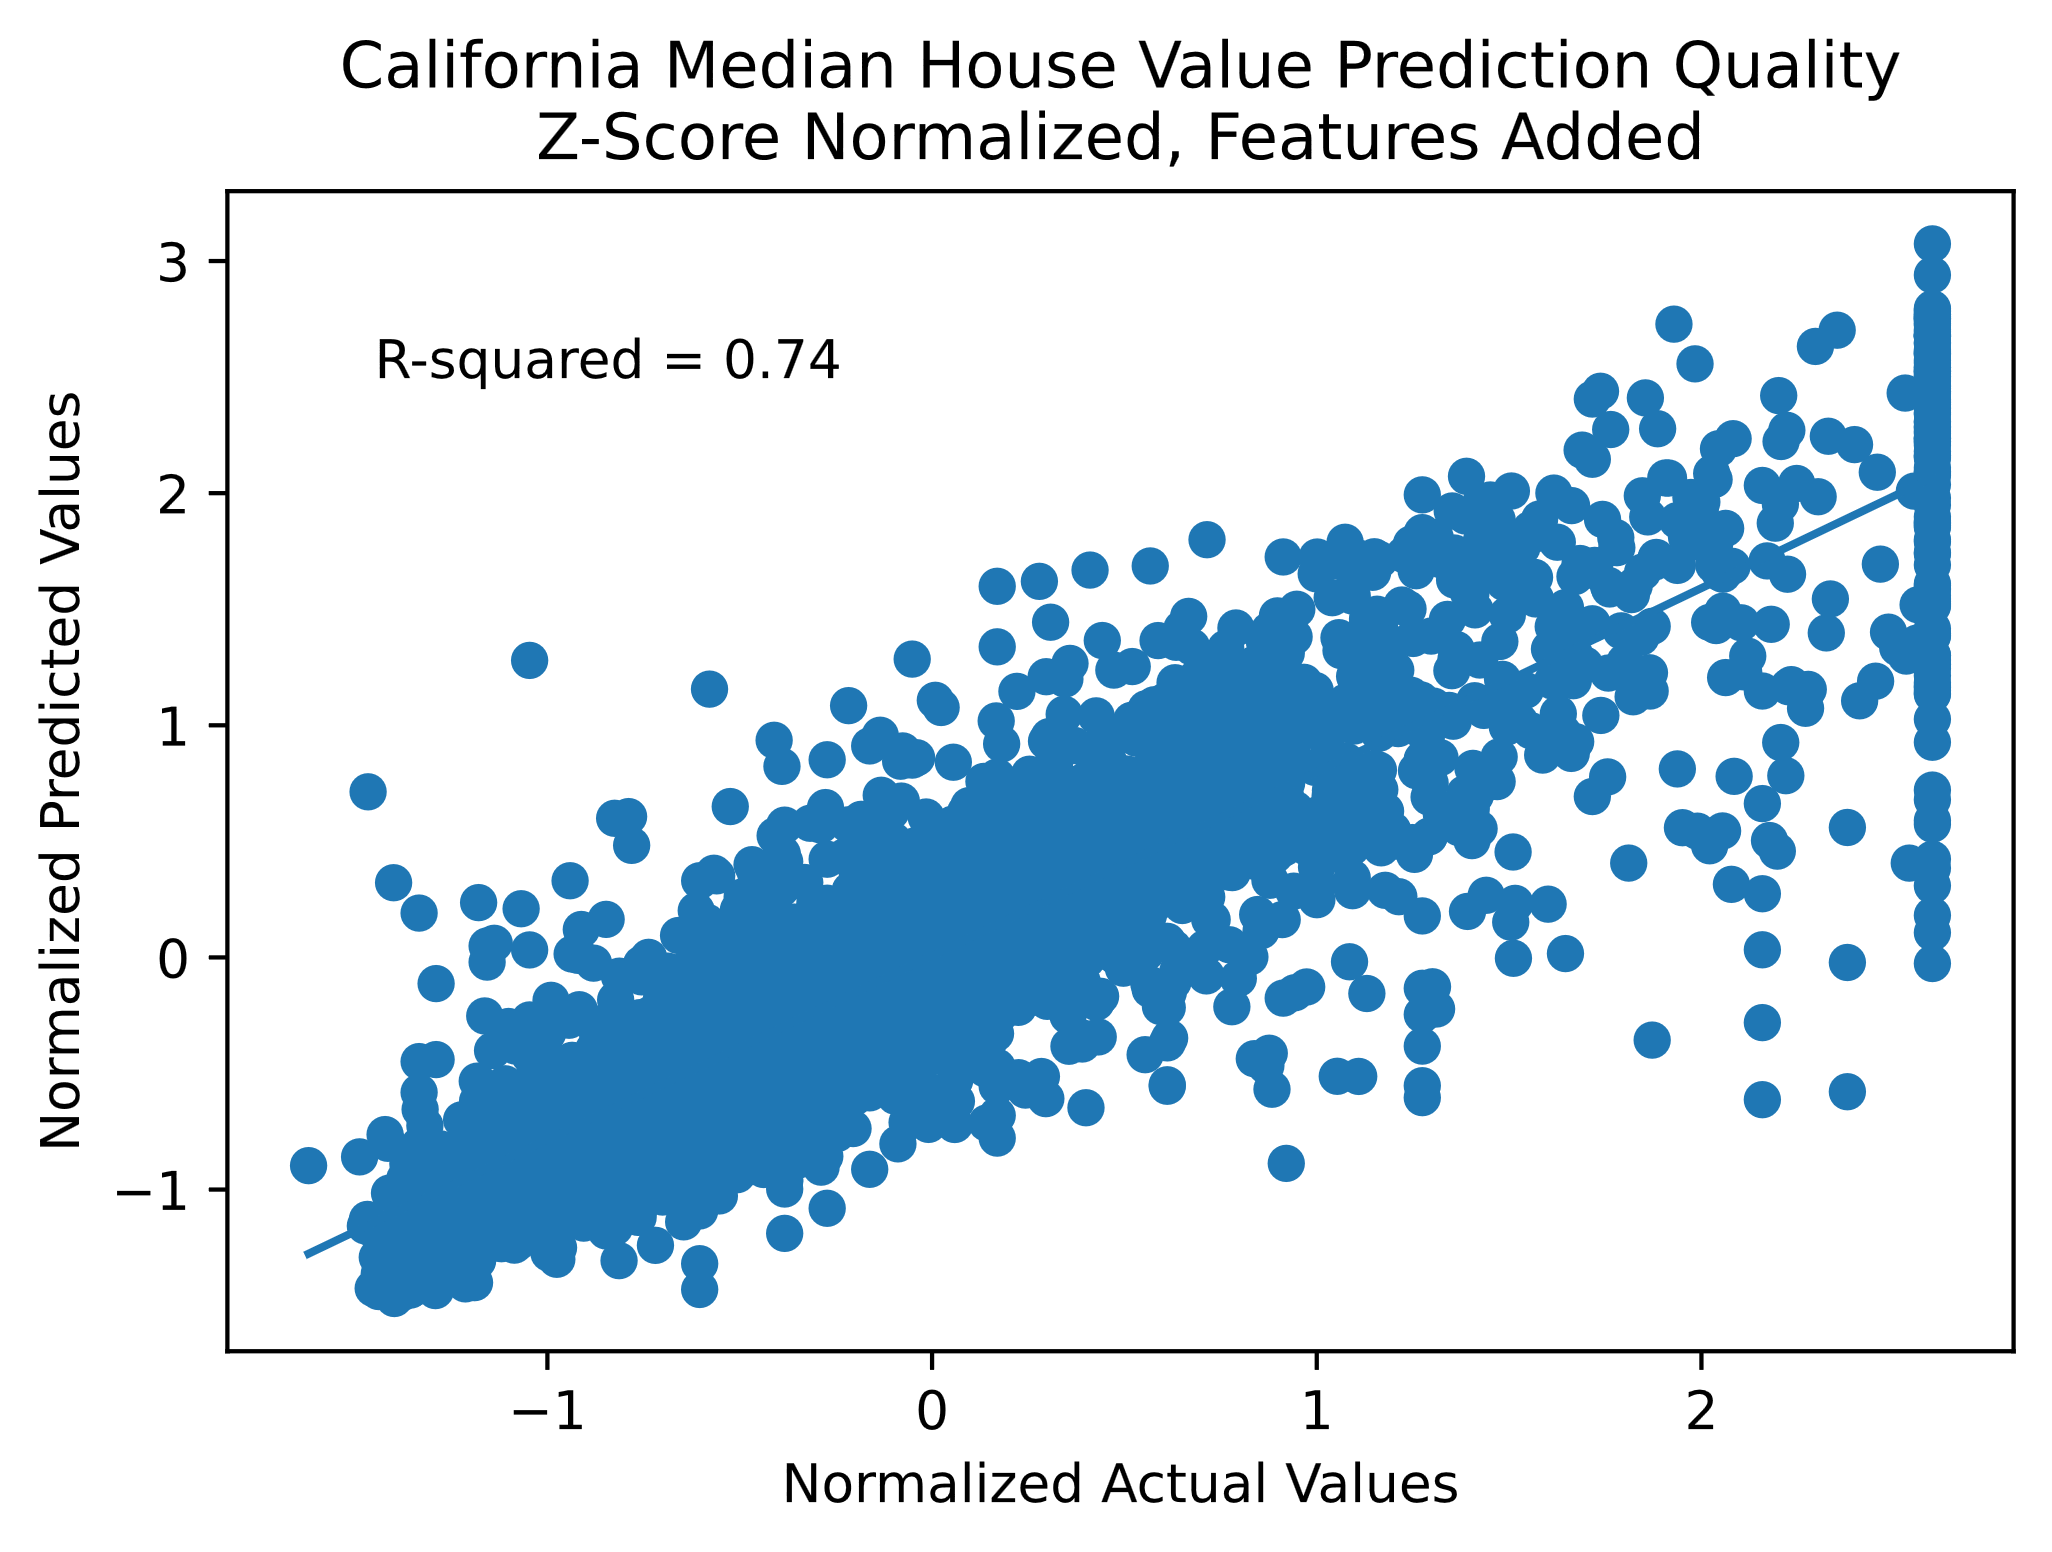 California Median House Value Prediction Quality
Z-Score Normalized, Features Added
R-squared = 0.74
Normalized Predicted Values
3
2
1
0
−1
−1 0 1 2
Normalized Actual Values